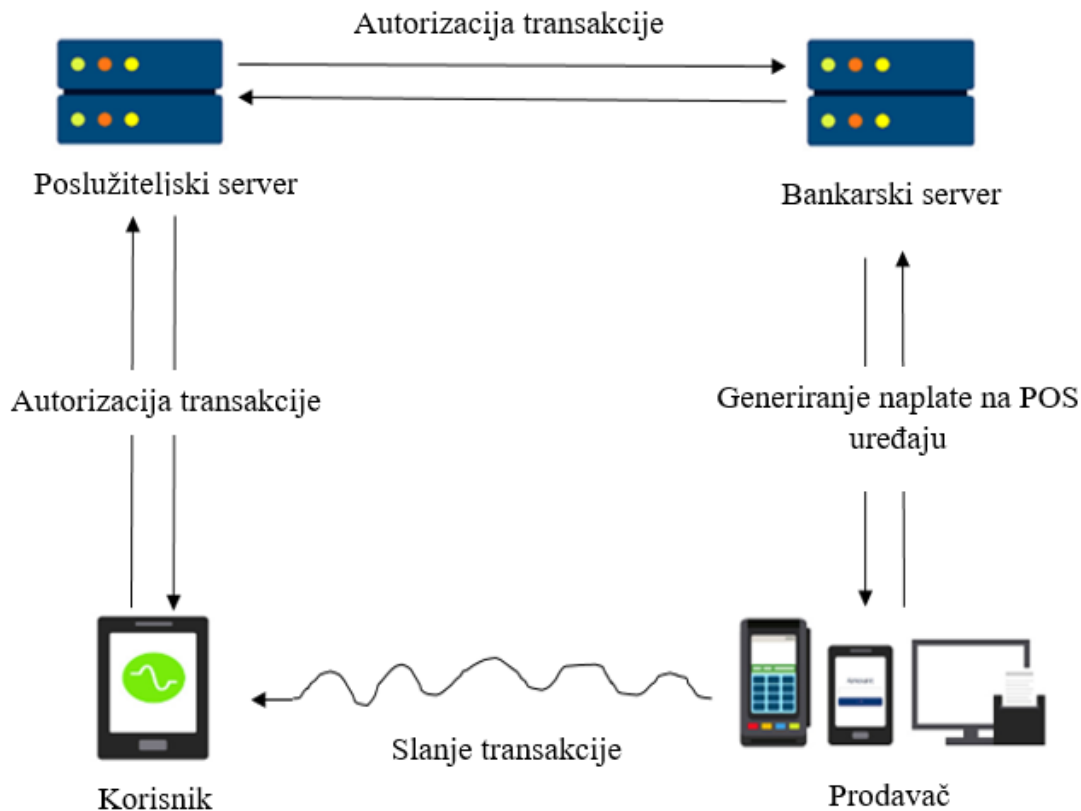 Autorizacija transakcije
Poslužiteljski server
Bankarski server
Autorizacija transakcije
Generiranje naplate na POS
uređaju
Slanje transakcije
Korisnik
Prodavač